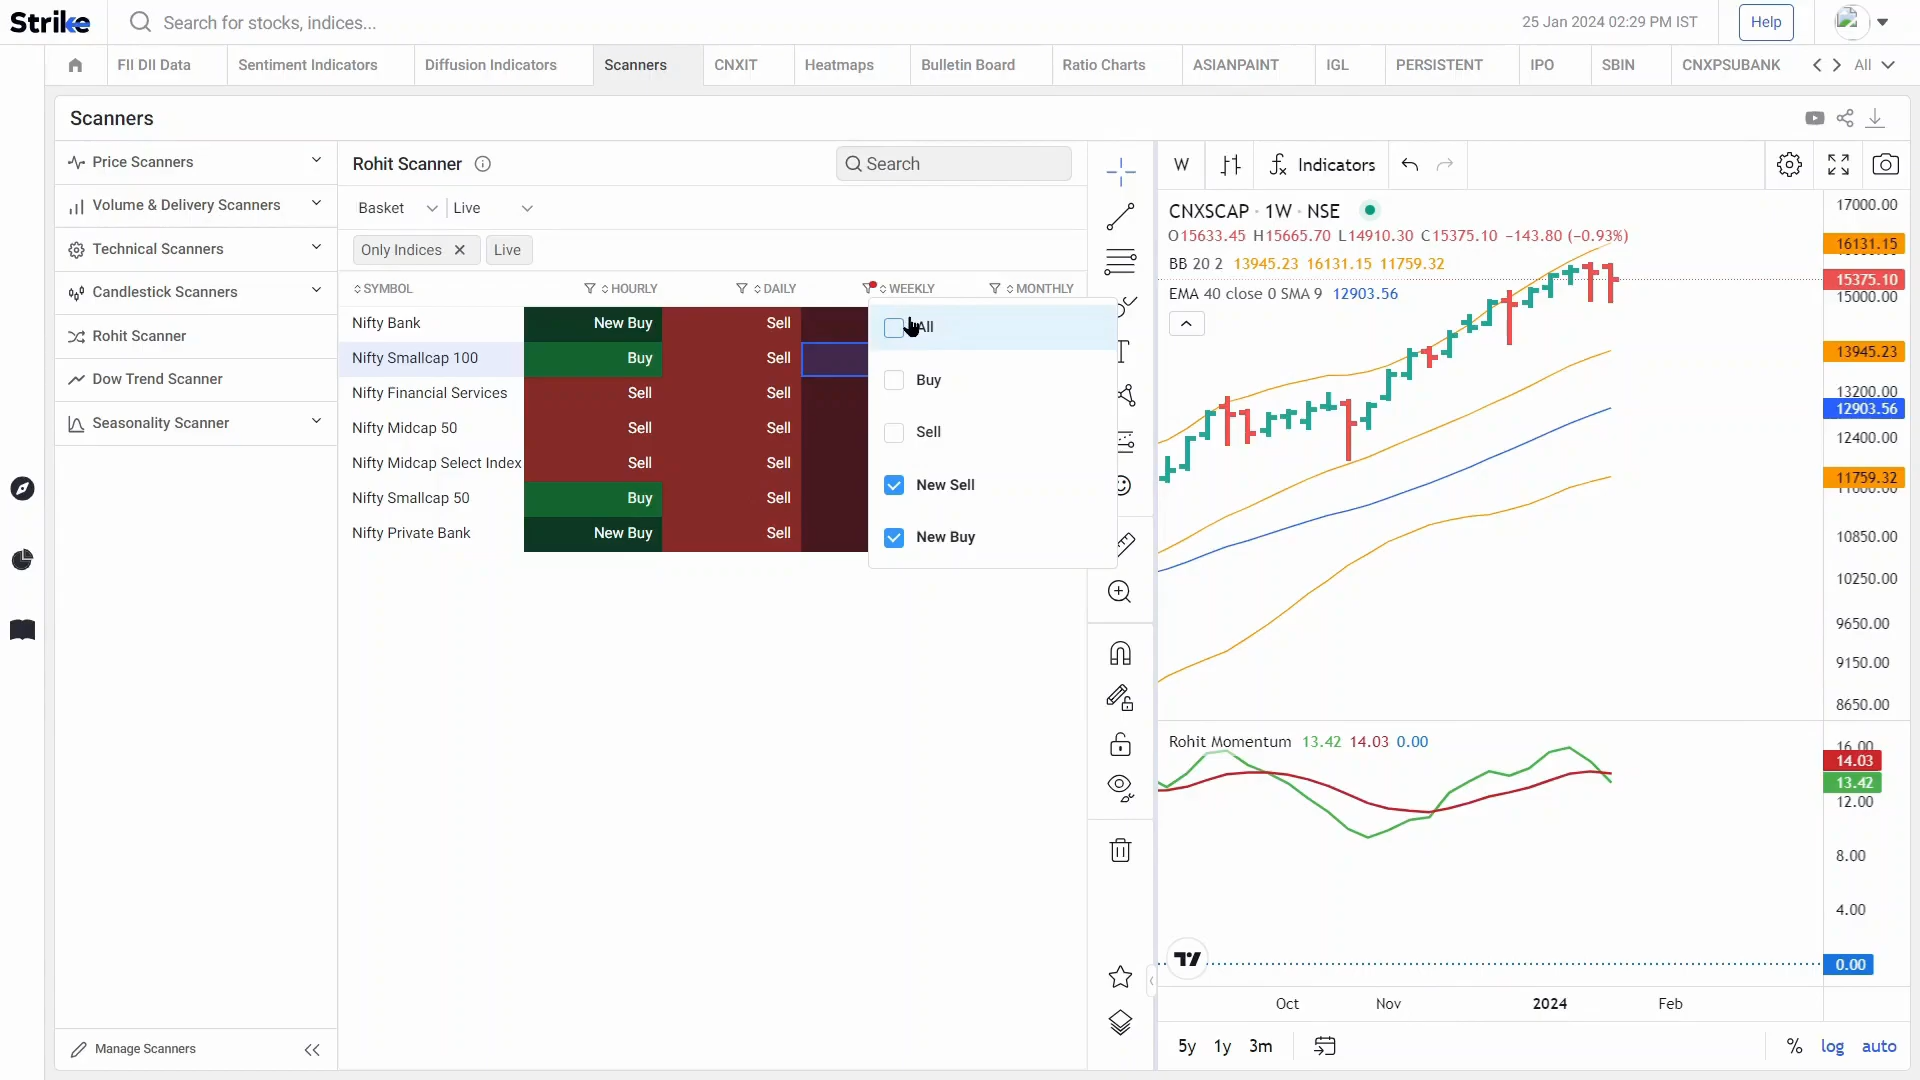 Strike
Search for stocks, indices...
25 Jan 2024 02:29 PM IST
Help
FII DII Data
Sentiment Indicators
Diffusion Indicators
Scanners
CNXIT
Heatmaps
Bulletin Board
Ratio Charts
ASIANPAINT
IGL
PERSISTENT
IPO
SBIN
CNXPSUBANK
All
Scanners
Price Scanners
Volume & Delivery Scanners
Technical Scanners
Candlestick Scanners
Rohit Scanner
Dow Trend Scanner
Seasonality Scanner
Manage Scanners
Rohit Scanner
Search
Basket
Live
Only Indices
Live
SYMBOL HOURLY DAILY WEEKLY MONTHLY
Nifty Bank New Buy Sell
Nifty Smallcap 100 Buy Sell
Nifty Financial Services Sell Sell
Nifty Midcap 50 Sell Sell
Nifty Midcap Select Index Sell Sell
Nifty Smallcap 50 Buy Sell
Nifty Private Bank New Buy Sell
All
Buy
Sell
New Sell
New Buy
W
Indicators
CNXSCAP · 1W · NSE
O15633.45 H15665.70 L14910.30 C15375.10 −143.80 (−0.93%)
BB 20 2 13945.23 16131.15 11759.32
EMA 40 close 0 SMA 9 12903.56
17000.00
16131.15
15375.10
15000.00
13945.23
13200.00
12903.56
12400.00
11759.32
10850.00
10250.00
9650.00
9150.00
8650.00
Rohit Momentum 13.42 14.03 0.00
16.00
14.03
13.42
12.00
8.00
4.00
0.00
Oct
Nov
2024
Feb
5y
1y
3m
%
log
auto